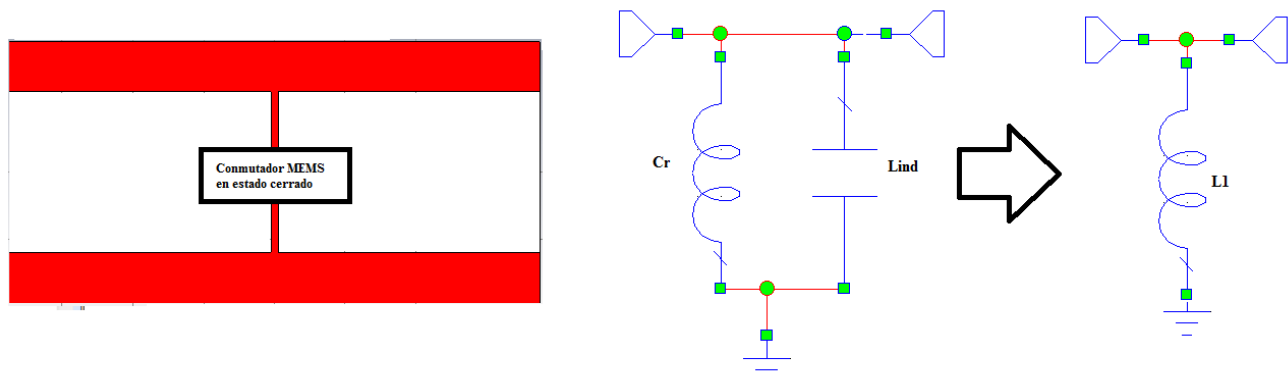 Conmutador MEMS
en estado cerrado
Cr
Lind
L1